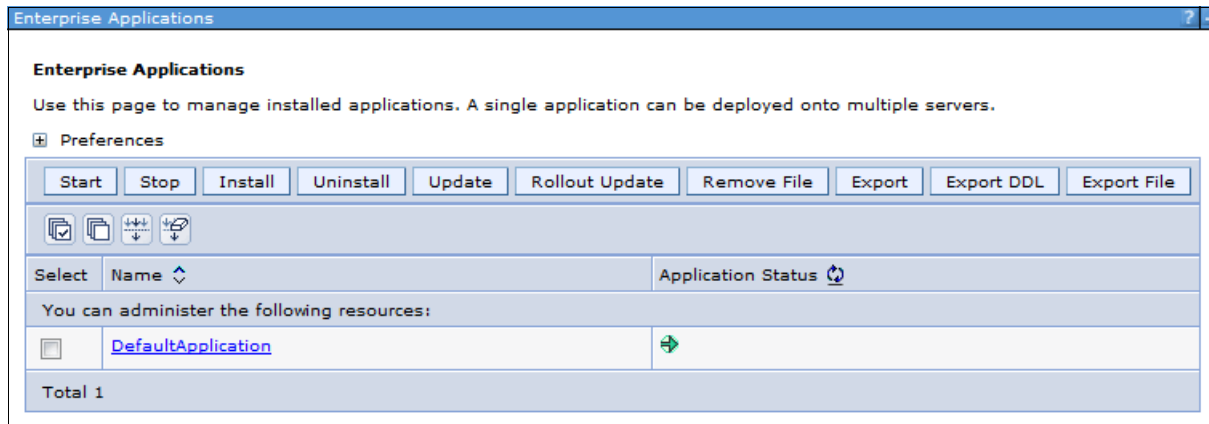 Enterprise Applications ?
Enterprise Applications
Use this page to manage installed applications. A single application can be deployed onto multiple servers.
Preferences
Start Stop Install Uninstall Update Rollout Update Remove File Export Export DDL Export File
Select Name Application Status
You can administer the following resources:
DefaultApplication
Total 1